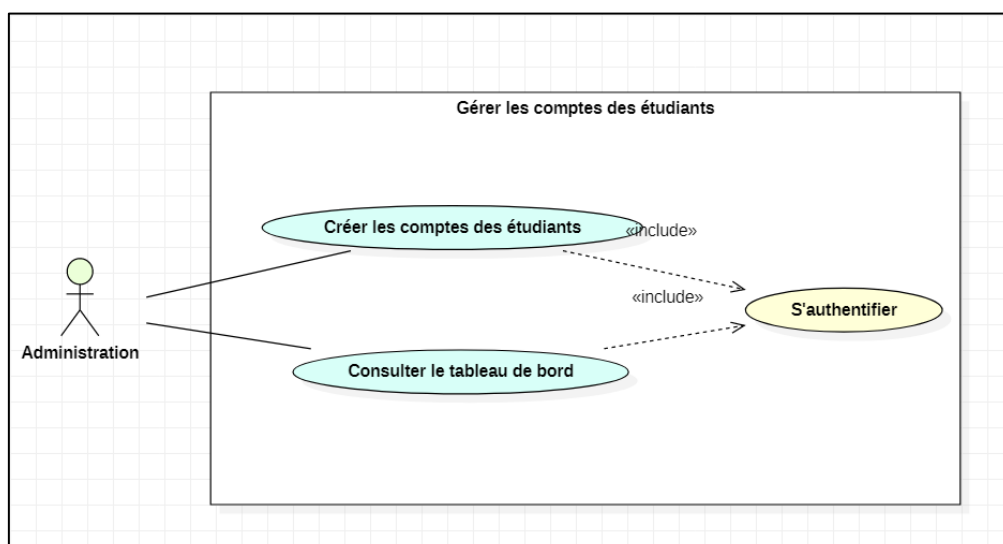 Gérer les comptes des étudiants
Créer les comptes des étudiants
«include»
«include»
S'authentifier
Administration
Consulter le tableau de bord